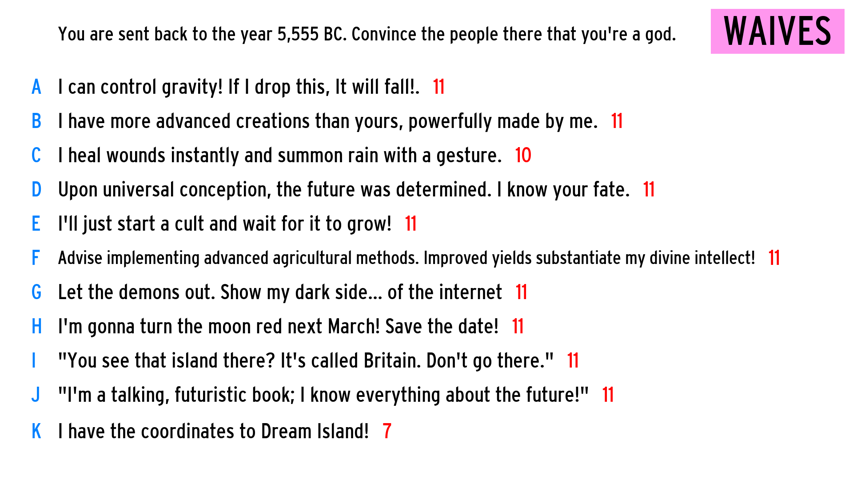 You are sent back to the year 5,555 BC. Convince the people there that you're a god. WAIVES
A I can control gravity! If I drop this, It will fall!. 11
B I have more advanced creations than yours, powerfully made by me. 11
C I heal wounds instantly and summon rain with a gesture. 10
D Upon universal conception, the future was determined. I know your fate. 11
E I'll just start a cult and wait for it to grow! 11
F Advise implementing advanced agricultural methods. Improved yields substantiate my divine intellect! 11
G Let the demons out. Show my dark side... of the internet 11
H I'm gonna turn the moon red next March! Save the date! 11
I "You see that island there? It's called Britain. Don't go there." 11
J "I'm a talking, futuristic book; I know everything about the future!" 11
K I have the coordinates to Dream Island! 7